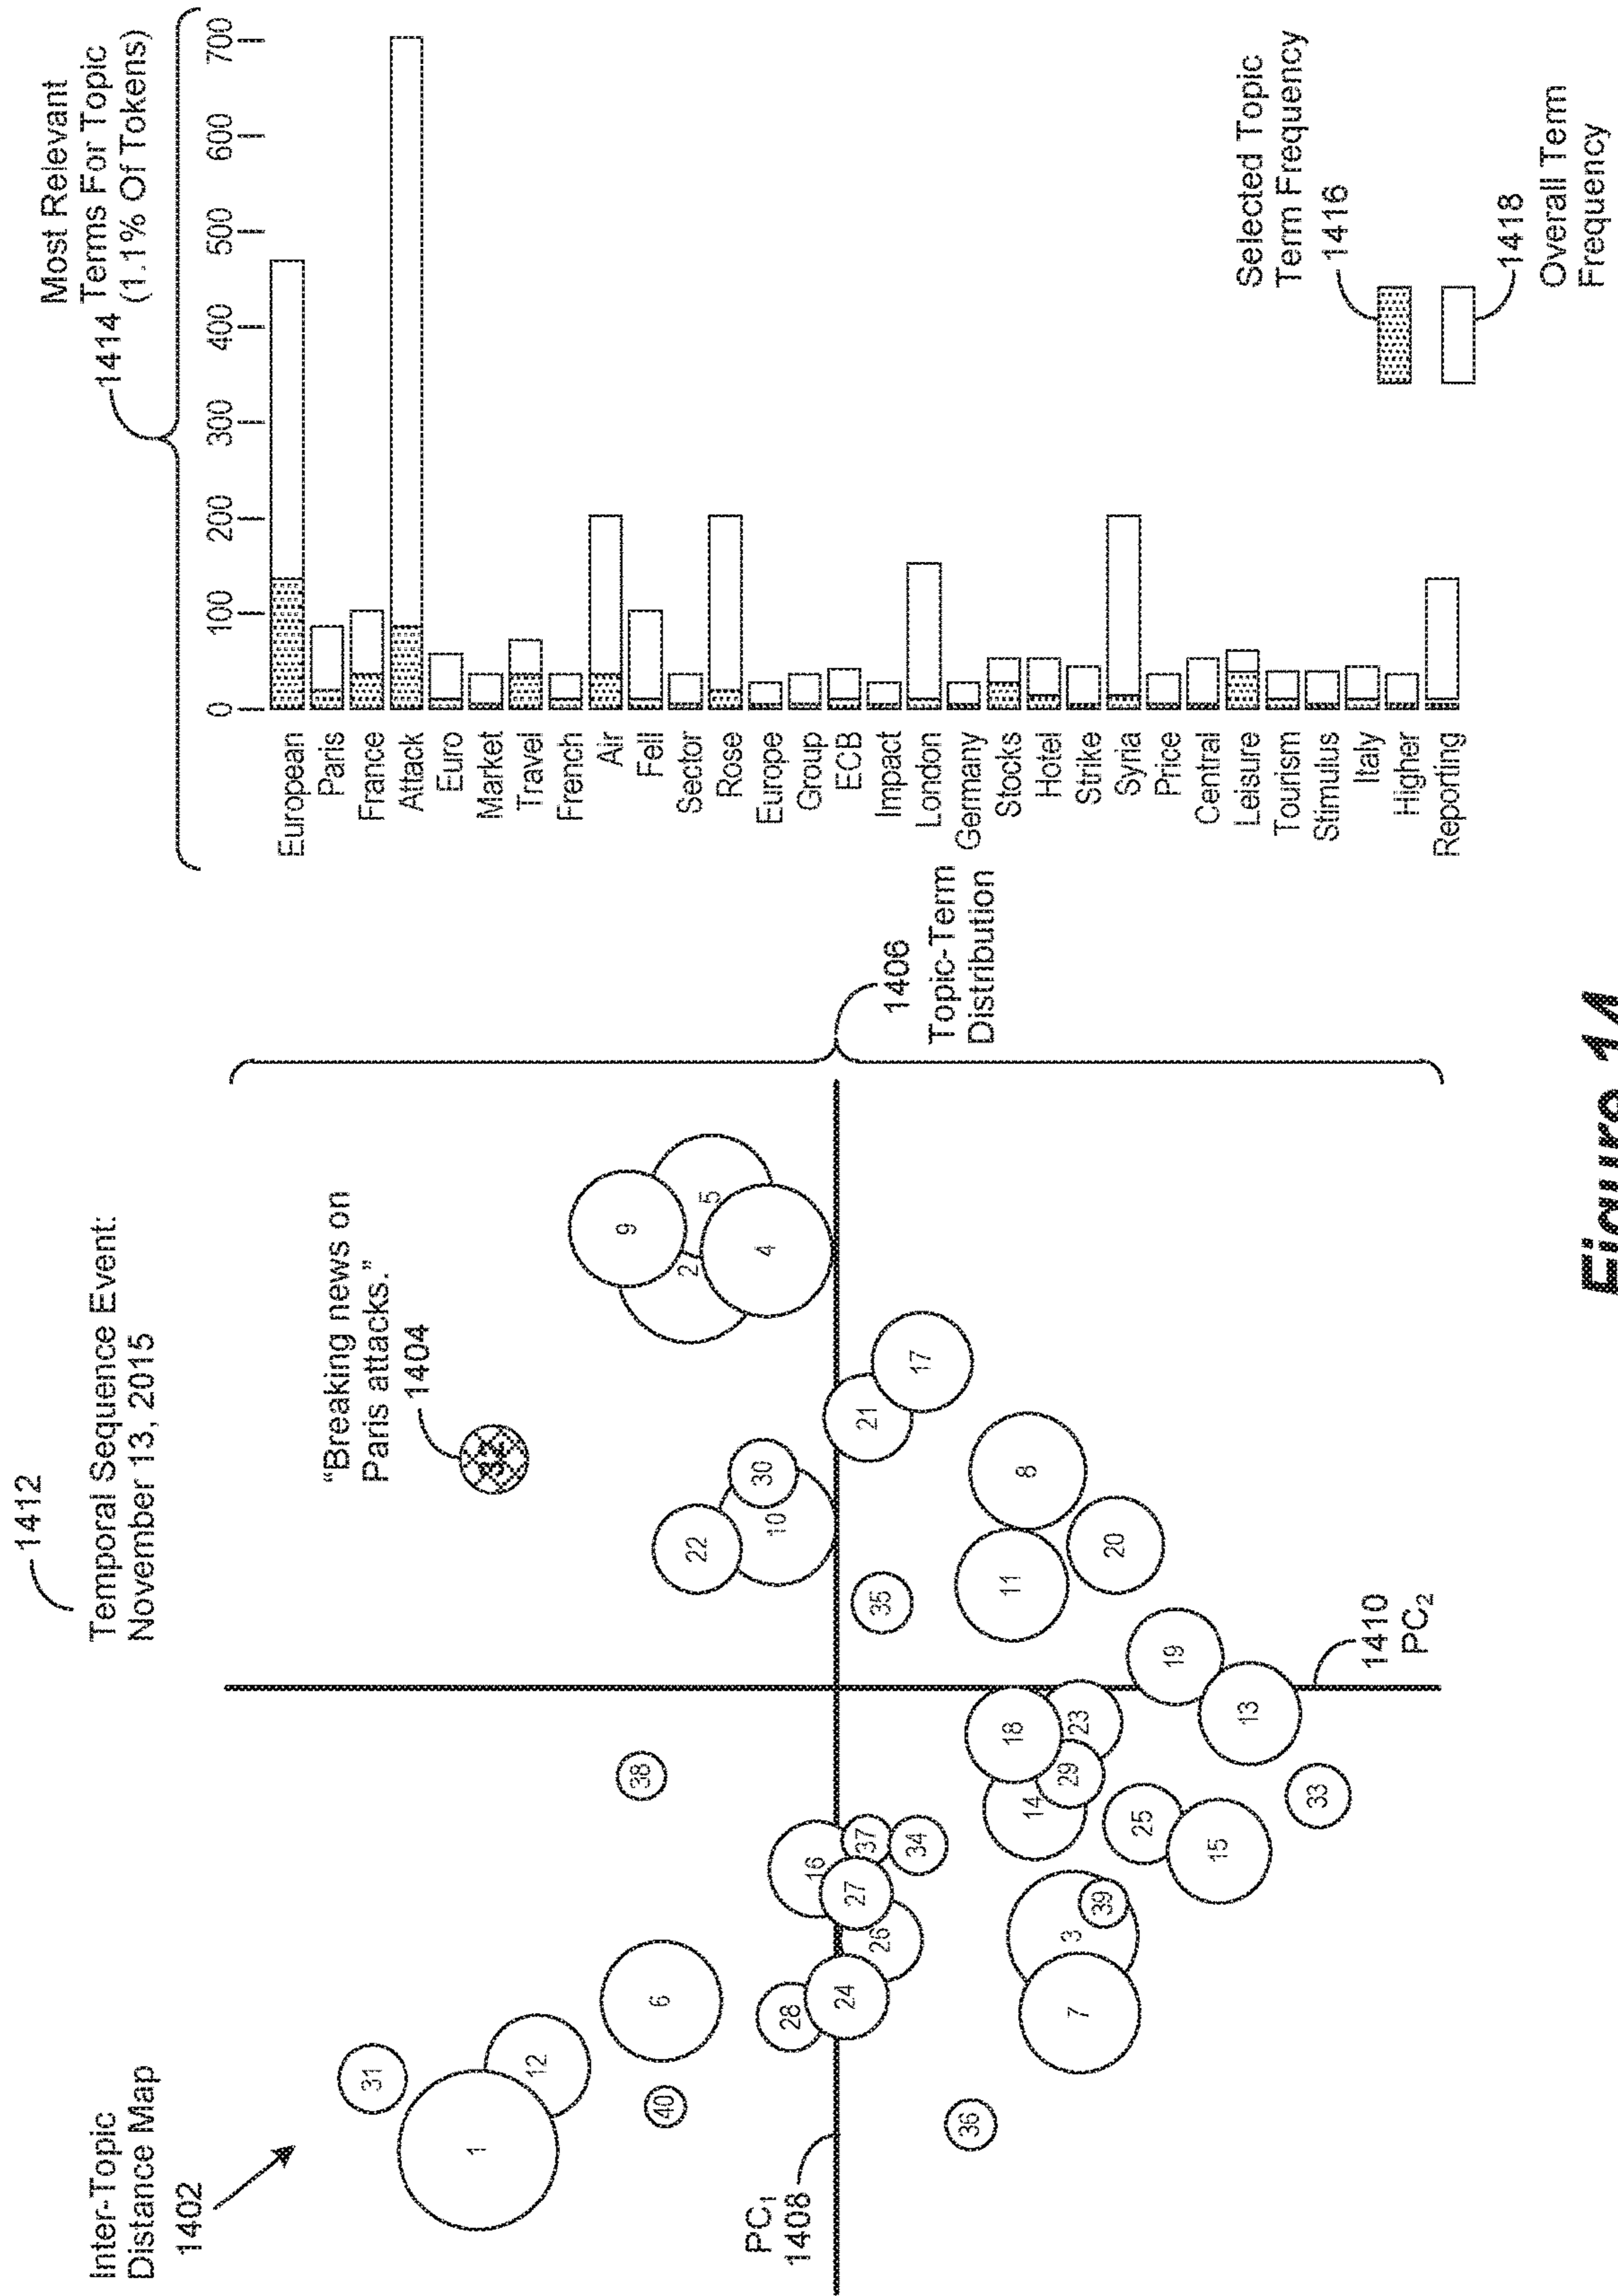 1412
Temporal Sequence Event:
November 13, 2015
Inter-Topic
Distance Map
1402
"Breaking news on
Paris attacks."
1404
32
31
1
12
40
6
38
28
24
16
27
26
37
34
36
22
30
10
9
5
2
4
35
21
17
3
39
7
14
18
29
23
25
15
33
13
19
11
8
20
PC1
1408
1410
PC2
1406
Topic-Term
Distribution
Most Relevant
Terms For Topic
(1.1% Of Tokens)
1414
0
100
200
300
400
500
600
700
European
Paris
France
Attack
Euro
Market
Travel
French
Air
Fell
Sector
Rose
Europe
Group
ECB
Impact
London
Germany
Stocks
Hotel
Strike
Syria
Price
Central
Leisure
Tourism
Stimulus
Italy
Higher
Reporting
Selected Topic
Term Frequency
1416
1418
Overall Term
Frequency
Figure 14